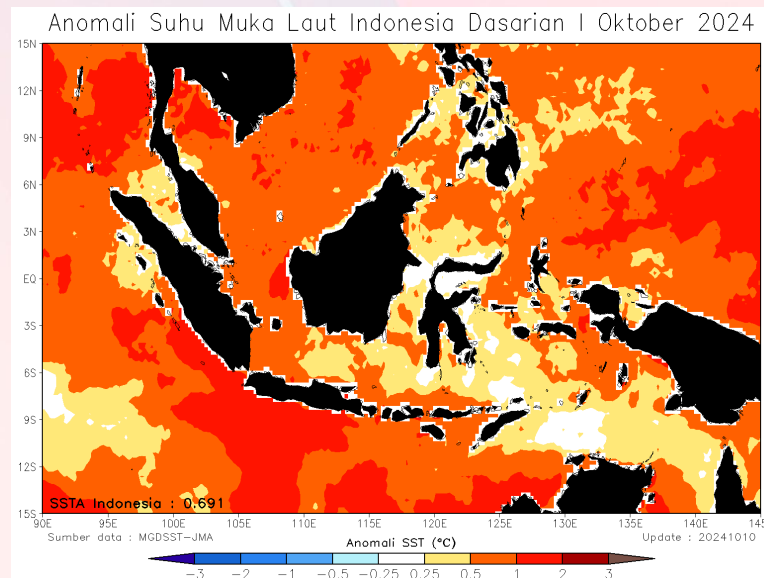 Anomali Suhu Muka Laut Indonesia Dasarian I Oktober 2024
15N
12N
9N
6N
3N
EQ
3S
6S
9S
12S
15S
SSTA Indonesia : 0.691
90E 95E 100E 105E 110E 115E 120E 125E 130E 135E 140E 145
Sumber data : MGDSST-JMA
Anomali SST (°C)
Update : 20241010
-3 -2 -1 -0.5 -0.25 0.25 0.5 1 2 3